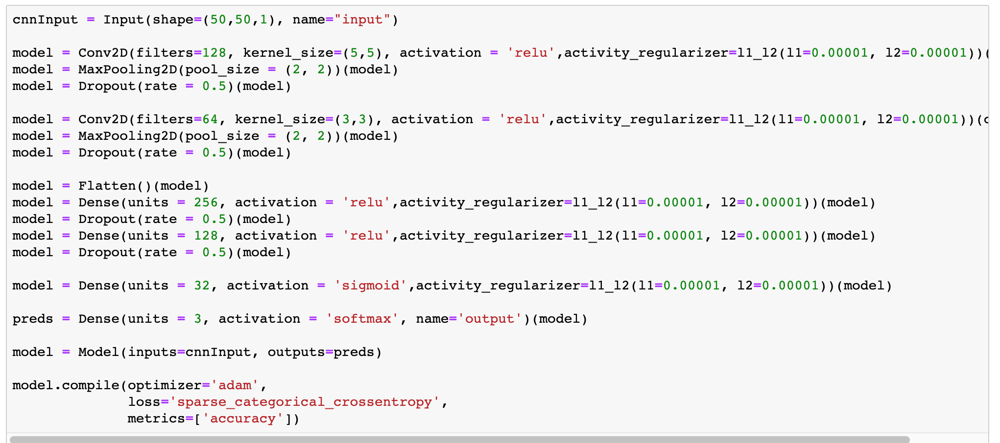 cnnInput = Input(shape=(50,50,1), name="input")
model = Conv2D(filters=128, kernel_size=(5,5), activation = 'relu',activity_regularizer=l1_l2(l1=0.00001, l2=0.00001))(
model = MaxPooling2D(pool_size = (2, 2))(model)
model = Dropout(rate = 0.5)(model)
model = Conv2D(filters=64, kernel_size=(3,3), activation = 'relu',activity_regularizer=l1_l2(l1=0.00001, l2=0.00001))(
model = MaxPooling2D(pool_size = (2, 2))(model)
model = Dropout(rate = 0.5)(model)
model = Flatten()(model)
model = Dense(units = 256, activation = 'relu',activity_regularizer=l1_l2(l1=0.00001, l2=0.00001))(model)
model = Dropout(rate = 0.5)(model)
model = Dense(units = 128, activation = 'relu',activity_regularizer=l1_l2(l1=0.00001, l2=0.00001))(model)
model = Dropout(rate = 0.5)(model)
model = Dense(units = 32, activation = 'sigmoid',activity_regularizer=l1_l2(l1=0.00001, l2=0.00001))(model)
preds = Dense(units = 3, activation = 'softmax', name='output')(model)
model = Model(inputs=cnnInput, outputs=preds)
model.compile(optimizer='adam',
loss='sparse_categorical_crossentropy',
metrics=['accuracy'])